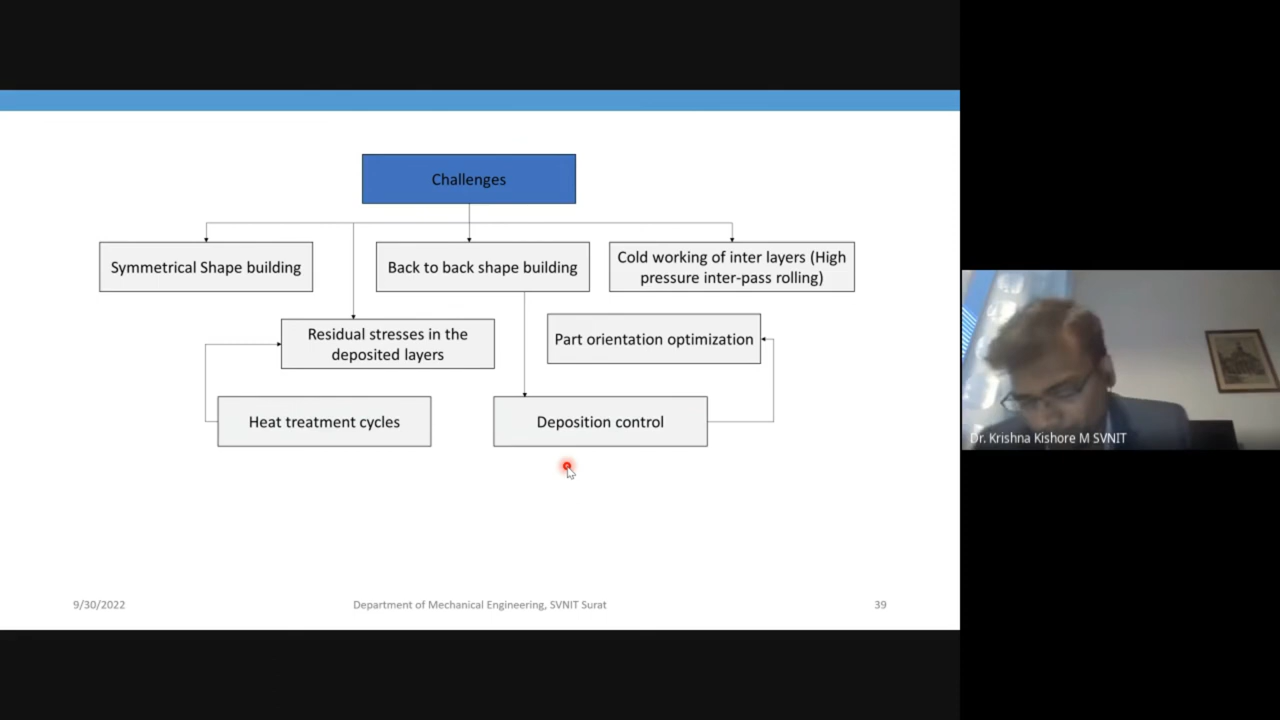 Challenges
Symmetrical Shape building
Back to back shape building
Cold working of inter layers (High
pressure inter-pass rolling)
Residual stresses in the
deposited layers
Part orientation optimization
Heat treatment cycles
Deposition control
Dr. Krishna Kishore M SVNIT
9/30/2022
Department of Mechanical Engineering, SVNIT Surat
39